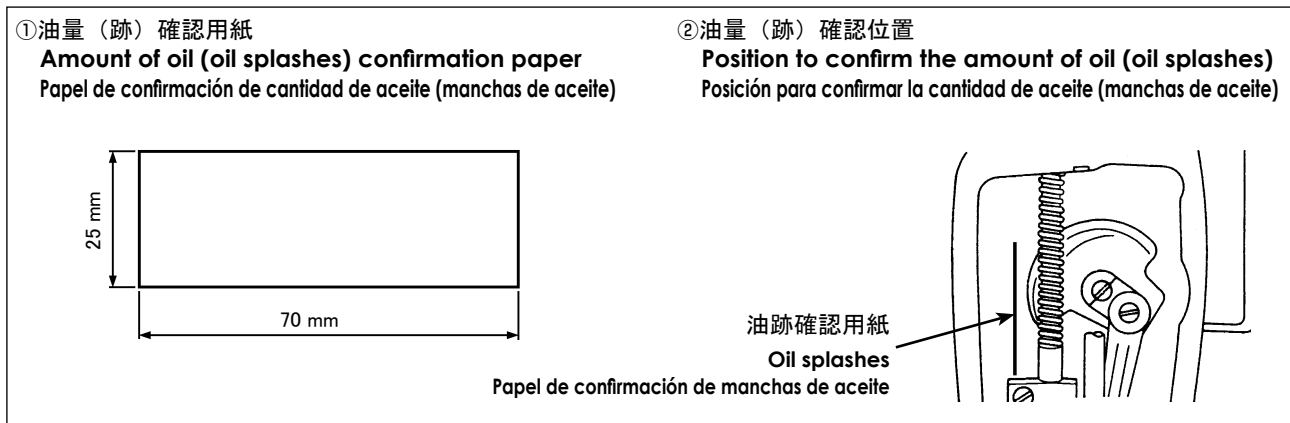 ①油量（跡）確認用紙
Amount of oil (oil splashes) confirmation paper
Papel de confirmación de cantidad de aceite (manchas de aceite)
25 mm
70 mm
②油量（跡）確認位置
Position to confirm the amount of oil (oil splashes)
Posición para confirmar la cantidad de aceite (manchas de aceite)
油跡確認用紙
Oil splashes
Papel de confirmación de manchas de aceite